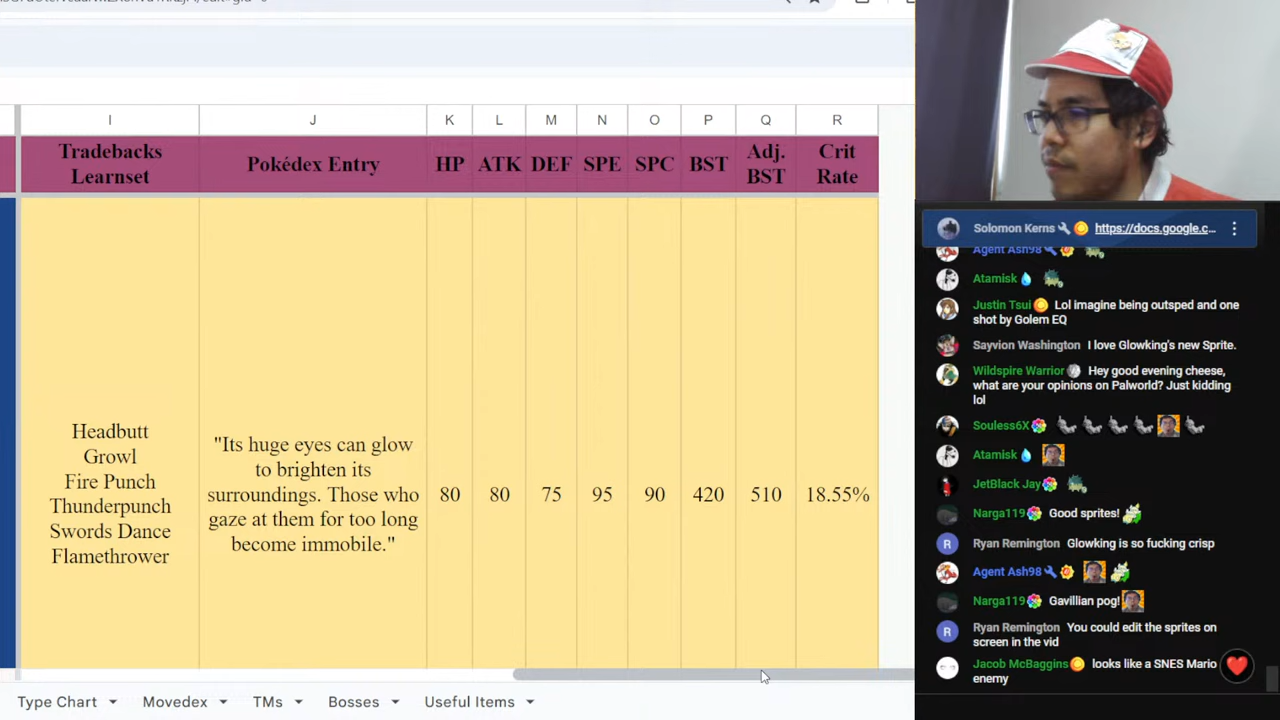 I J K L M N O P Q R
Tradebacks
Learnset
Pokédex Entry
HP ATK DEF SPE SPC BST
Adj.
BST
Crit
Rate
Headbutt
Growl
Fire Punch
Thunderpunch
Swords Dance
Flamethrower
"Its huge eyes can glow
to brighten its
surroundings. Those who
gaze at them for too long
become immobile."
80 80 75 95 90 420 510 18.55%
Type Chart Movedex TMs Bosses Useful Items
Solomon Kerns https://docs.google.c...
Agent Ash98
Atamisk
Justin Tsui Lol imagine being outsped and one
shot by Golem EQ
Sayvion Washington I love Glowking's new Sprite.
Wildspire Warrior Hey good evening cheese,
what are your opinions on Palworld? Just kidding
lol
Souless6X
Atamisk
JetBlack Jay
Narga119 Good sprites!
R Ryan Remington Glowking is so fucking crisp
Agent Ash98
Narga119 Gavillian pog!
R Ryan Remington You could edit the sprites on
screen in the vid
Jacob McBaggins looks like a SNES Mario
enemy